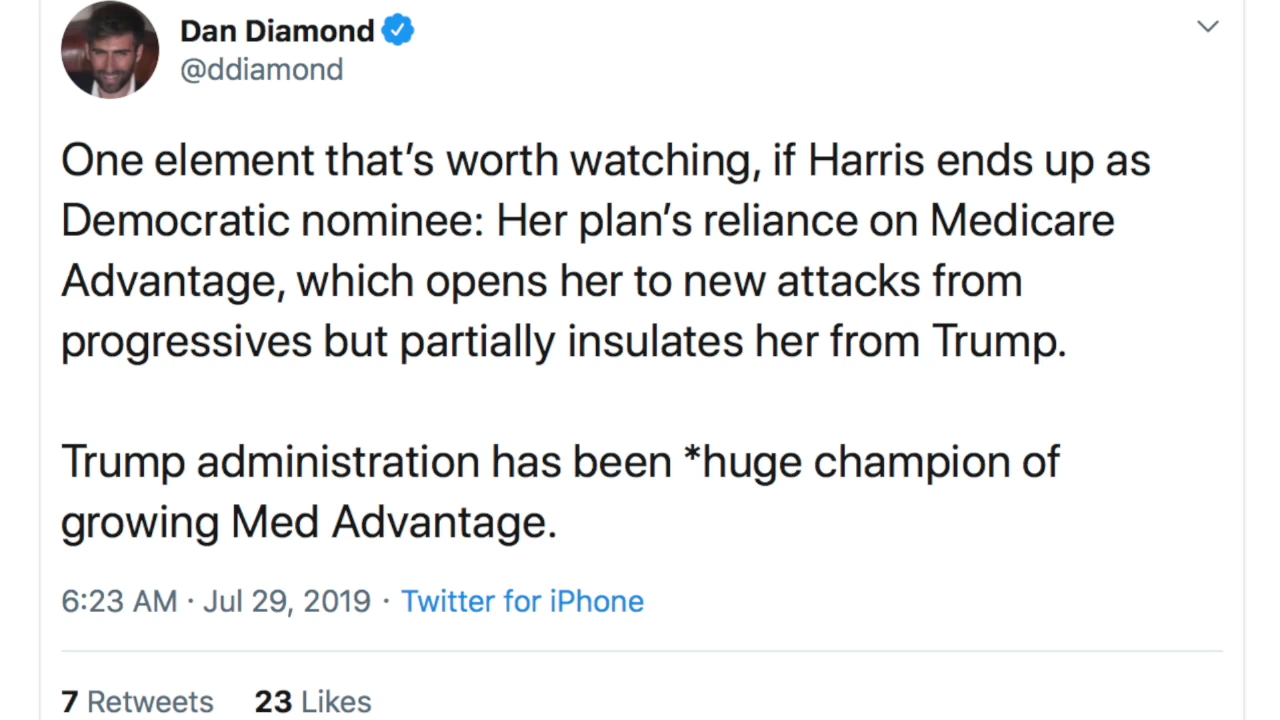 Dan Diamond
@ddiamond
One element that’s worth watching, if Harris ends up as
Democratic nominee: Her plan’s reliance on Medicare
Advantage, which opens her to new attacks from
progressives but partially insulates her from Trump.
Trump administration has been *huge champion of
growing Med Advantage.
6:23 AM · Jul 29, 2019 · Twitter for iPhone
7 Retweets 23 Likes